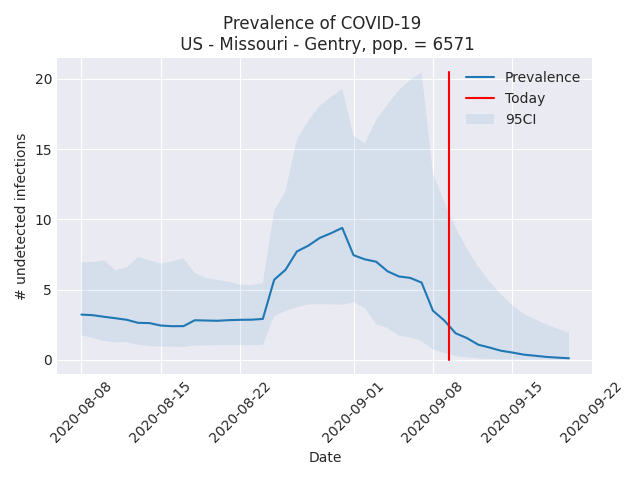 Prevalence of COVID-19
US - Missouri - Gentry, pop. = 6571
# undetected infections
20
15
10
5
0
Prevalence
Today
95CI
2020-08-08
2020-08-15
2020-08-22
2020-09-01
2020-09-08
2020-09-15
2020-09-22
Date